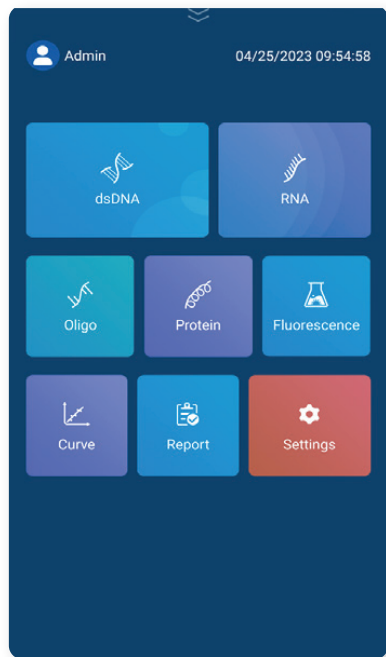 Admin 04/25/2023 09:54:58
dsDNA RNA
Oligo Protein Fluorescence
Curve Report Settings